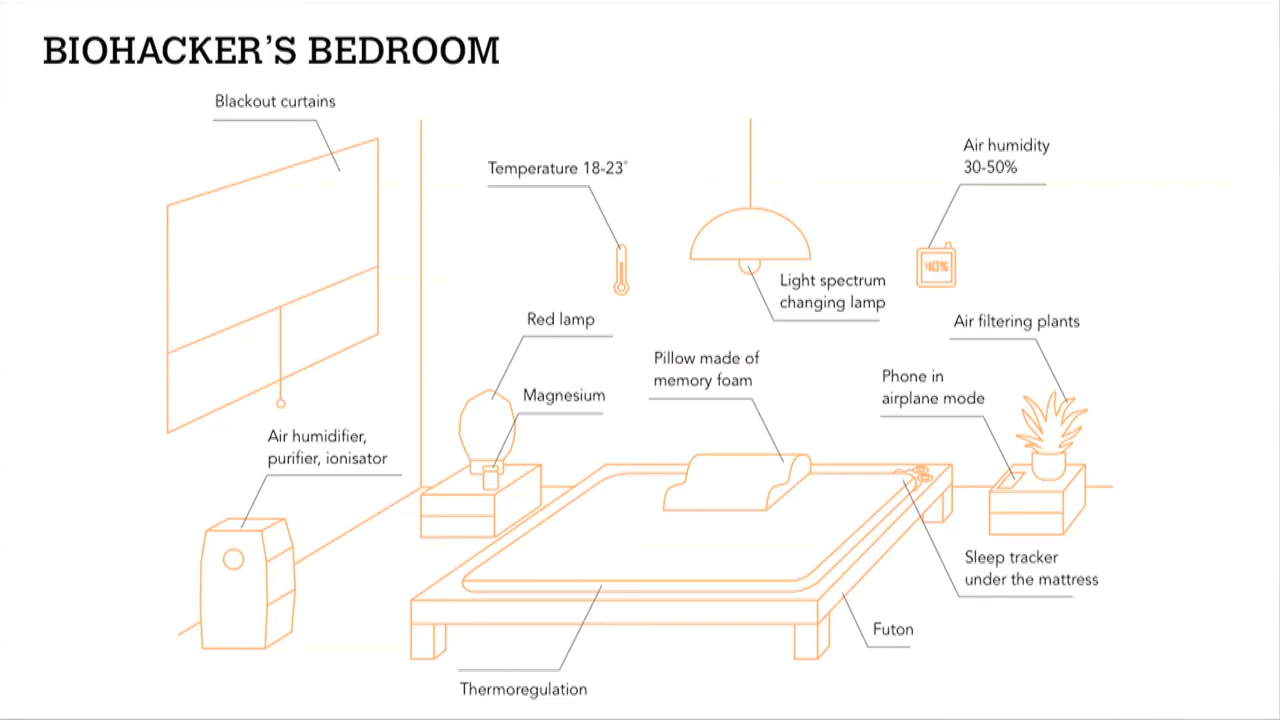 BIOHACKER'S BEDROOM
Blackout curtains
Temperature 18-23°
Air humidity
30-50%
40%
Light spectrum
changing lamp
Red lamp
Air filtering plants
Pillow made of
memory foam
Phone in
airplane mode
Magnesium
Air humidifier,
purifier, ionisator
Sleep tracker
under the mattress
Futon
Thermoregulation